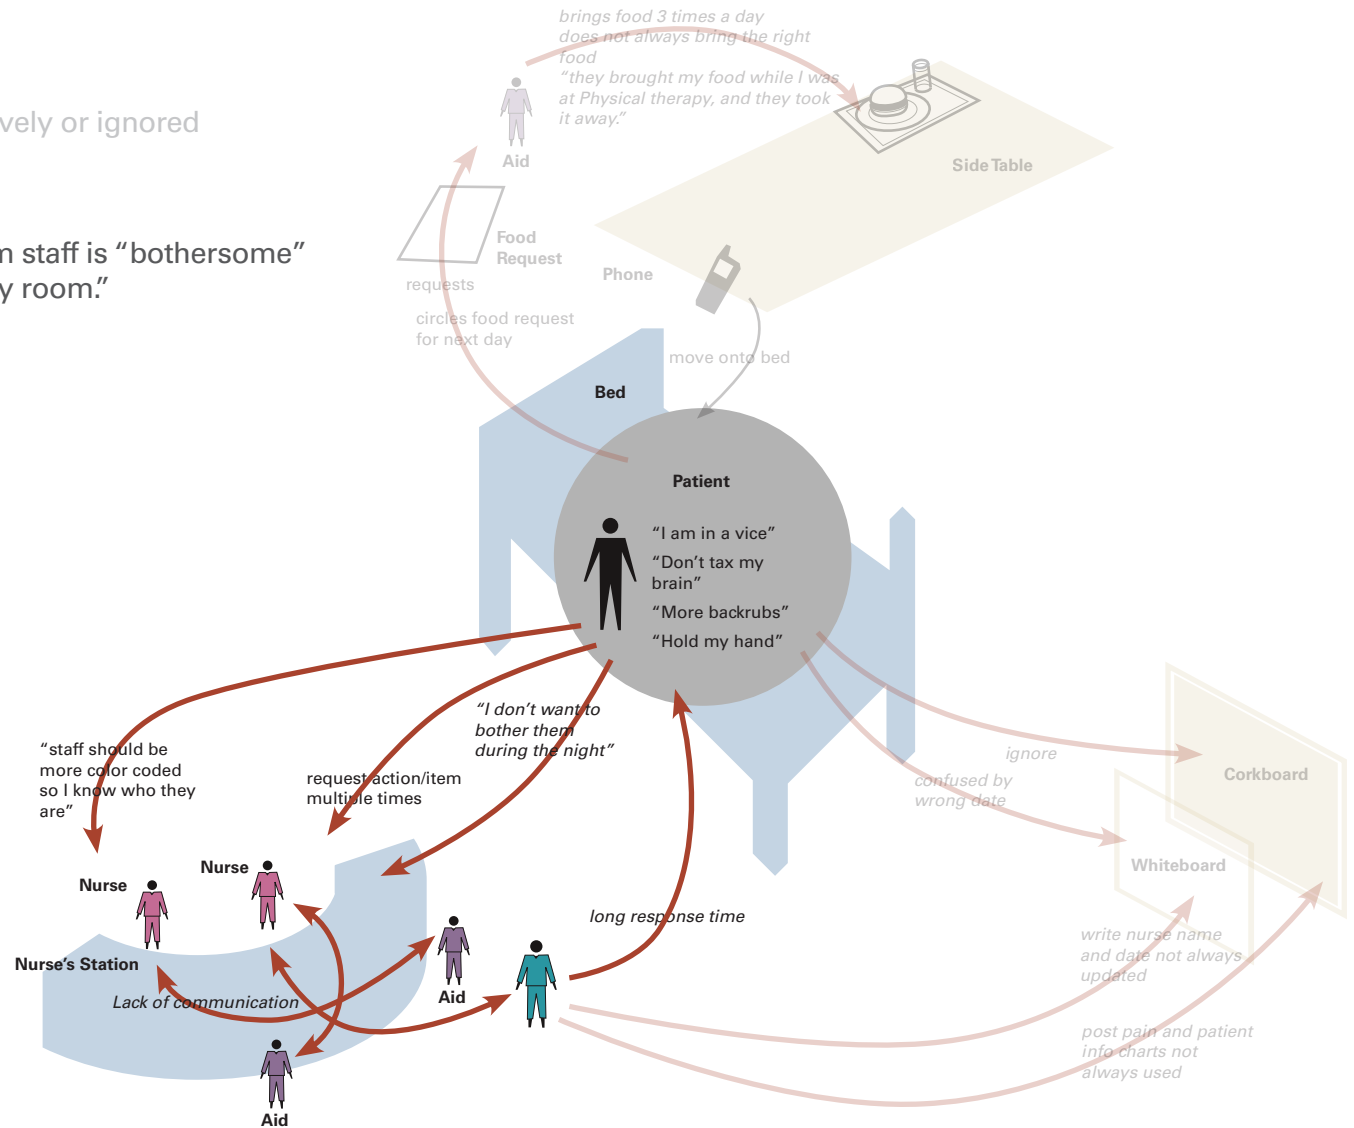 brings food 3 times a day
does not always bring the right
food
“they brought my food while I was
at Physical therapy, and they took
it away.”
vely or ignored
Aid
Side Table
m staff is “bothersome”
y room.”
Food
Request
Phone
requests
circles food request
for next day
move onto bed
Bed
Patient
“I am in a vice”
“Don’t tax my
brain”
“More backrubs”
“Hold my hand”
“I don’t want to
bother them
during the night”
“staff should be
more color coded
so I know who they
are”
request action/item
multiple times
ignore
confused by
wrong date
Corkboard
Whiteboard
Nurse
Nurse
long response time
Nurse’s Station
Lack of communication
Aid
write nurse name
and date not always
updated
post pain and patient
info charts not
always used
Aid